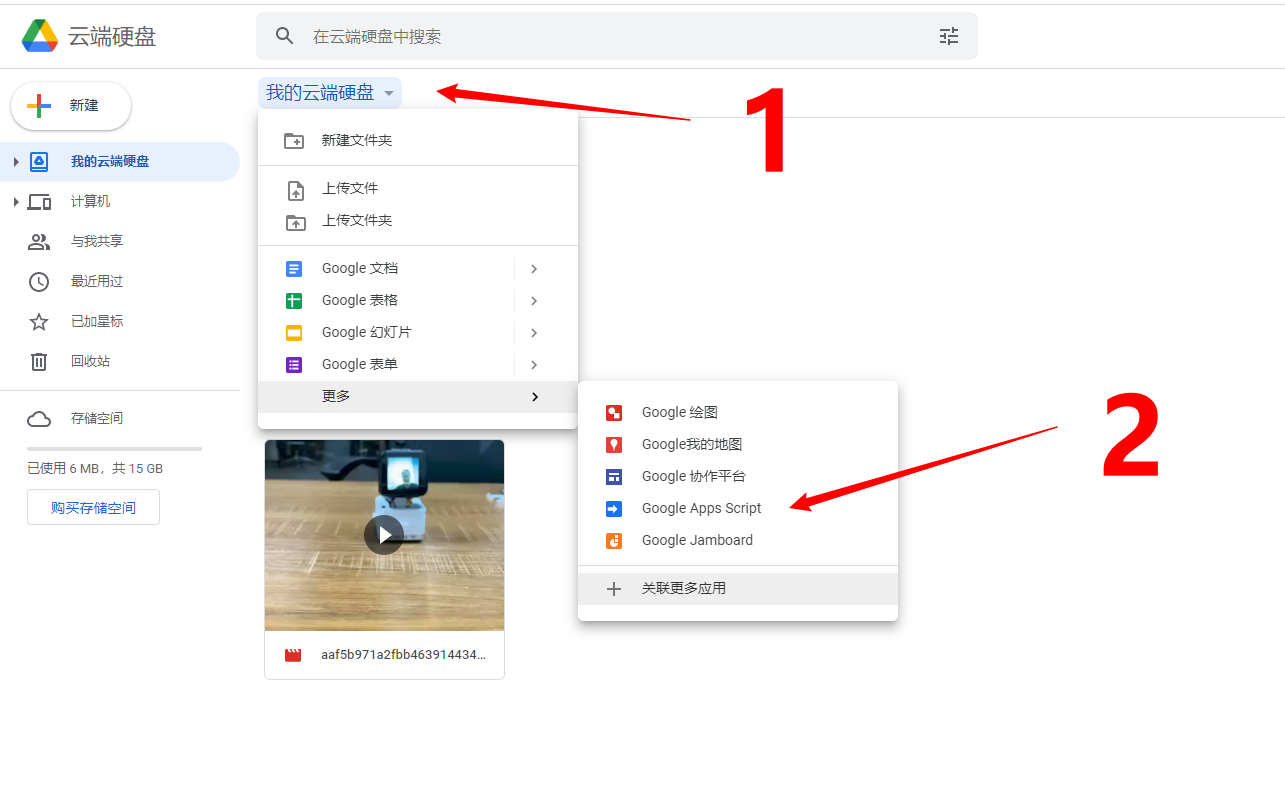 云端硬盘
在云端硬盘中搜索
新建
我的云端硬盘
1
新建文件夹
上传文件
上传文件夹
Google 文档
Google 表格
Google 幻灯片
Google 表单
更多
我的云端硬盘
计算机
与我共享
最近用过
已加星标
回收站
存储空间
已使用 6 MB，共 15 GB
购买存储空间
Google 绘图
Google我的地图
Google 协作平台
Google Apps Script
Google Jamboard
关联更多应用
2
aaf5b971a2fbb463914434...